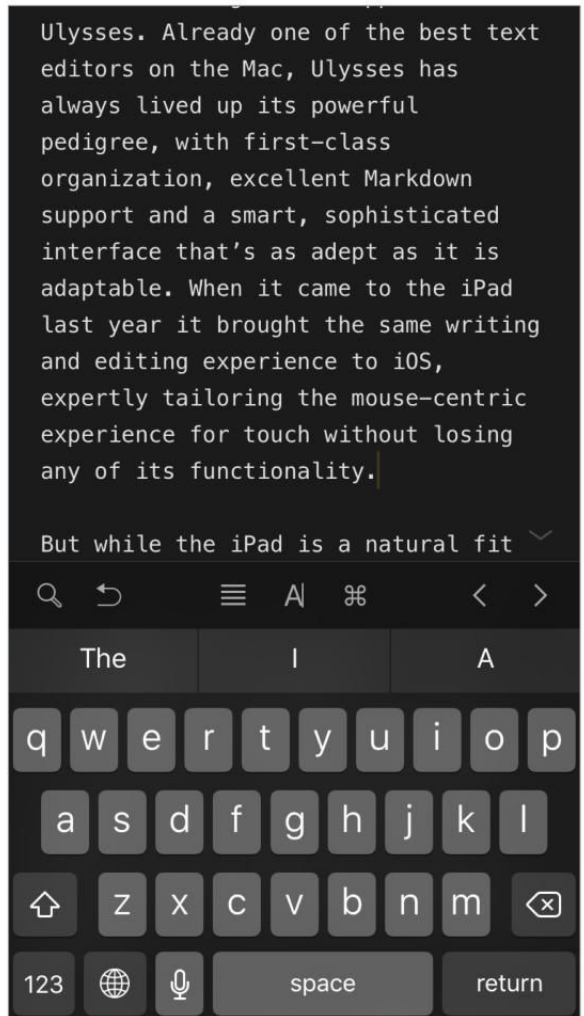 Ulysses. Already one of the best text
editors on the Mac, Ulysses has
always lived up its powerful
pedigree, with first-class
organization, excellent Markdown
support and a smart, sophisticated
interface that's as adept as it is
adaptable. When it came to the iPad
last year it brought the same writing
and editing experience to iOS,
expertly tailoring the mouse-centric
experience for touch without losing
any of its functionality.
But while the iPad is a natural fit
A
The I A
q w e r t y u i o p
a s d f g h j k l
z x c v b n m
123 space return